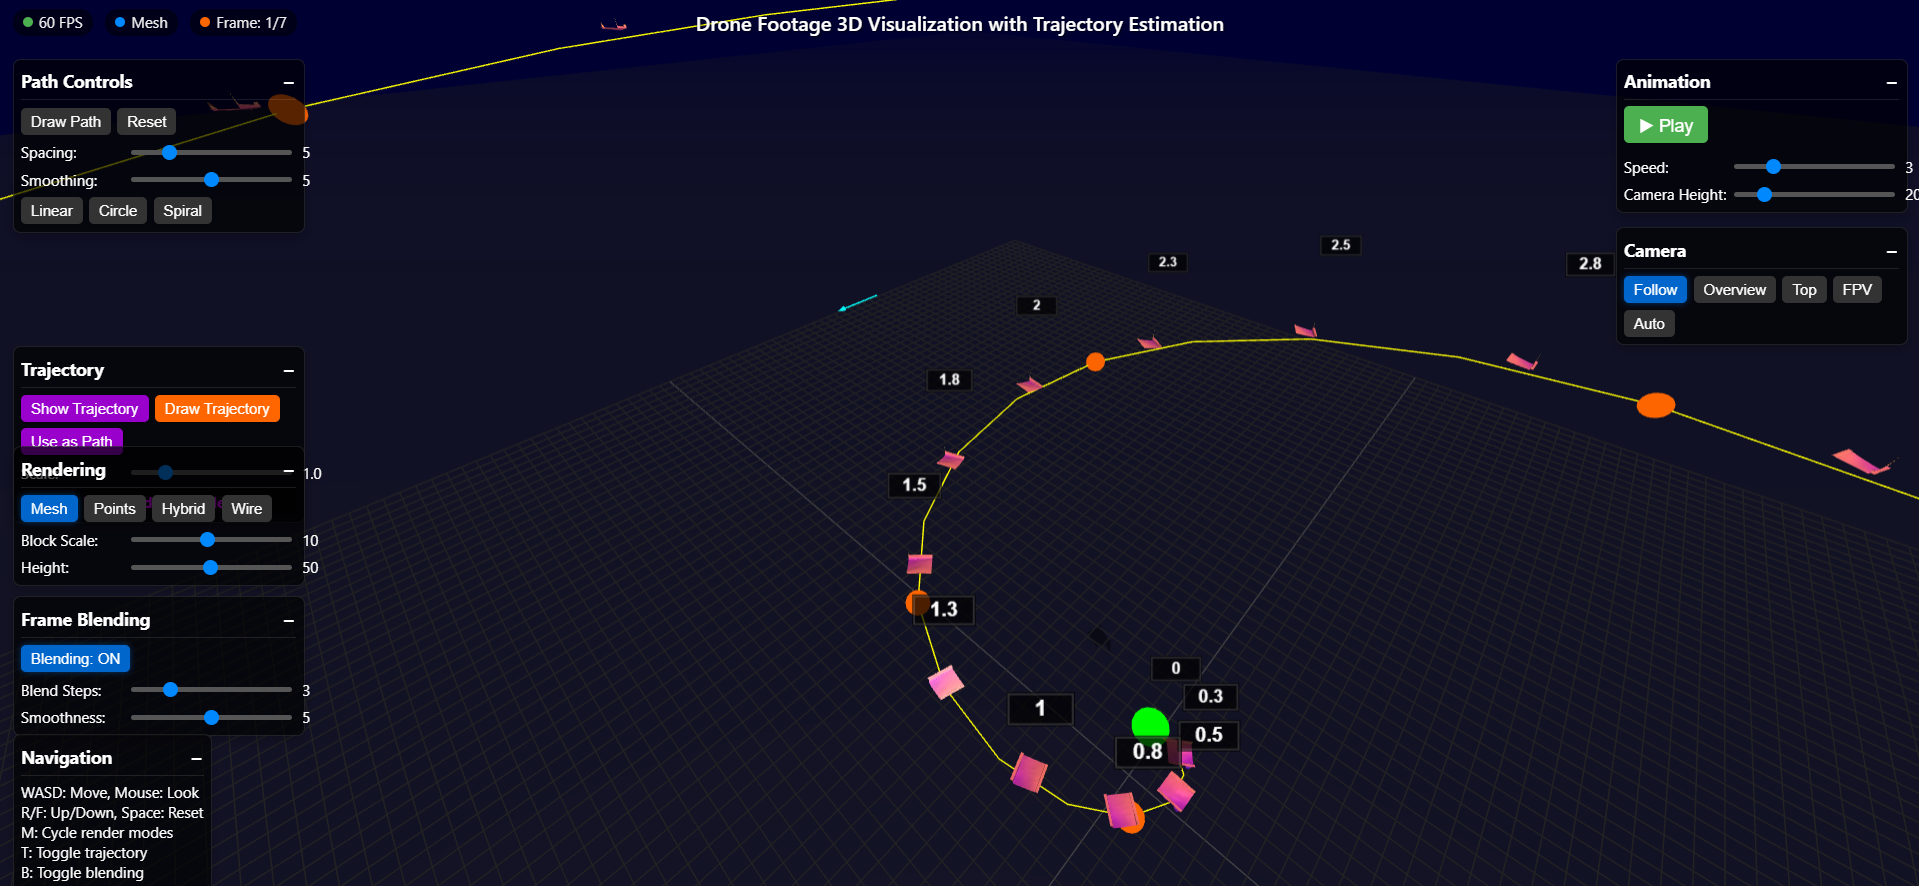 60 FPS
Mesh
Frame: 1/7
Drone Footage 3D Visualization with Trajectory Estimation
Path Controls
−
Draw Path
Reset
Spacing:
5
Smoothing:
5
Linear
Circle
Spiral
Animation
−
▶ Play
Speed:
3
Camera Height:
20
Camera
−
Follow
Overview
Top
FPV
Auto
Trajectory
−
Show Trajectory
Draw Trajectory
Use as Path
1.0
Rendering
−
Mesh
Points
Hybrid
Wire
Block Scale:
10
Height:
50
Frame Blending
−
Blending: ON
Blend Steps:
3
Smoothness:
5
Navigation
−
WASD: Move, Mouse: Look
R/F: Up/Down, Space: Reset
M: Cycle render modes
T: Toggle trajectory
B: Toggle blending
2.3
2.5
2.8
2
1.8
1.5
1.3
1
0
0.3
0.5
0.8